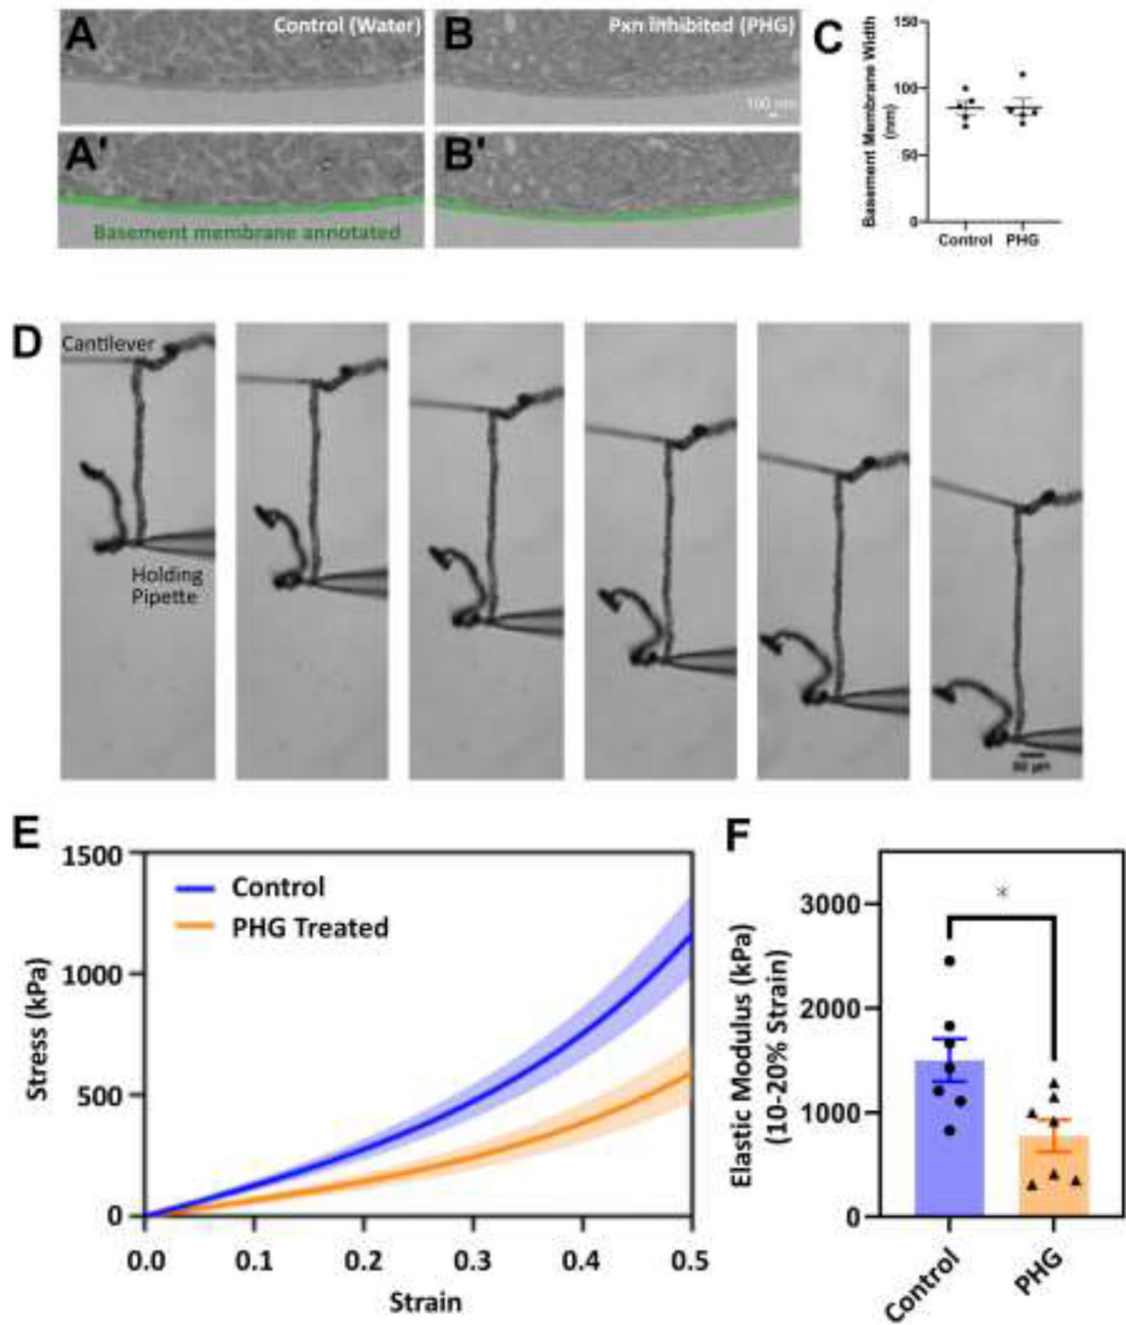 A
Control (Water)
B
Pxn Inhibited (PHG)
100 nm
A'
Basement membrane annotated
B'
C
Basement Membrane Width
(nm)
150
100
50
0
Control
PHG
D
Cantilever
Holding
Pipette
50 µm
E
1500
1000
500
0
Stress (kPa)
Control
PHG Treated
0.0
0.1
0.2
0.3
0.4
0.5
Strain
F
Elastic Modulus (kPa)
(10-20% Strain)
3000
2000
1000
0
*
Control
PHG